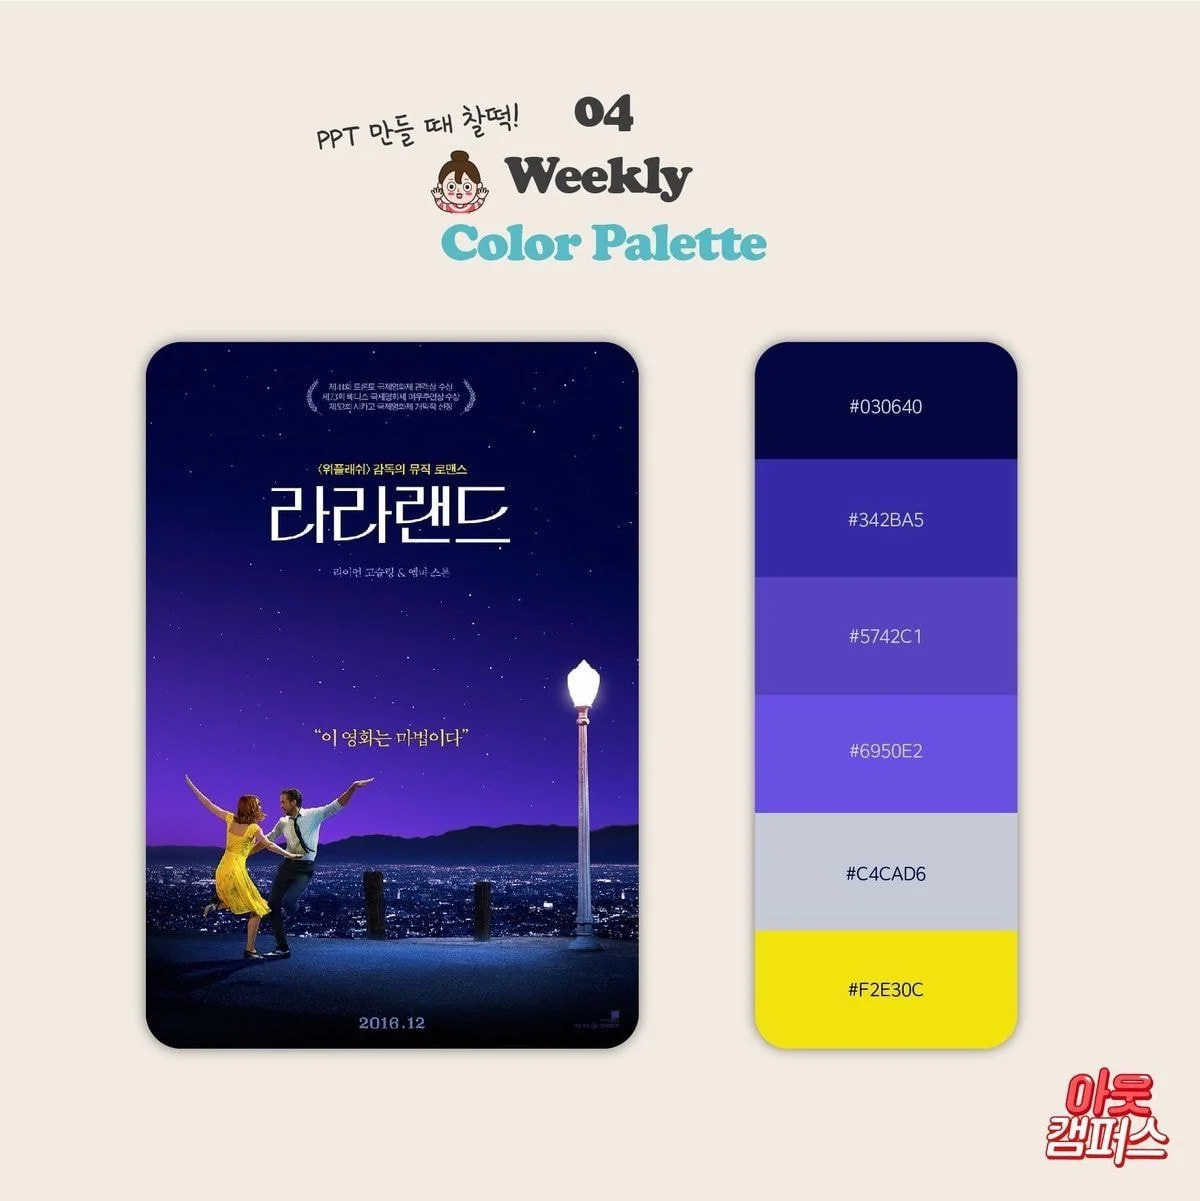 PPT 만들 때 찰떡!
04
Weekly
Color Palette
제41회 토론토 국제영화제 관객상 수상
제73회 베니스 국제영화제 여우주연상 수상
제52회 시카고 국제영화제 개막작 선정
〈위플래쉬〉 감독의 뮤직 로맨스
라라랜드
라이언 고슬링 & 엠마 스톤
“이 영화는 마법이다”
2016.12
#030640
#342BA5
#5742C1
#6950E2
#C4CAD6
#F2E30C
아웃
캠퍼스